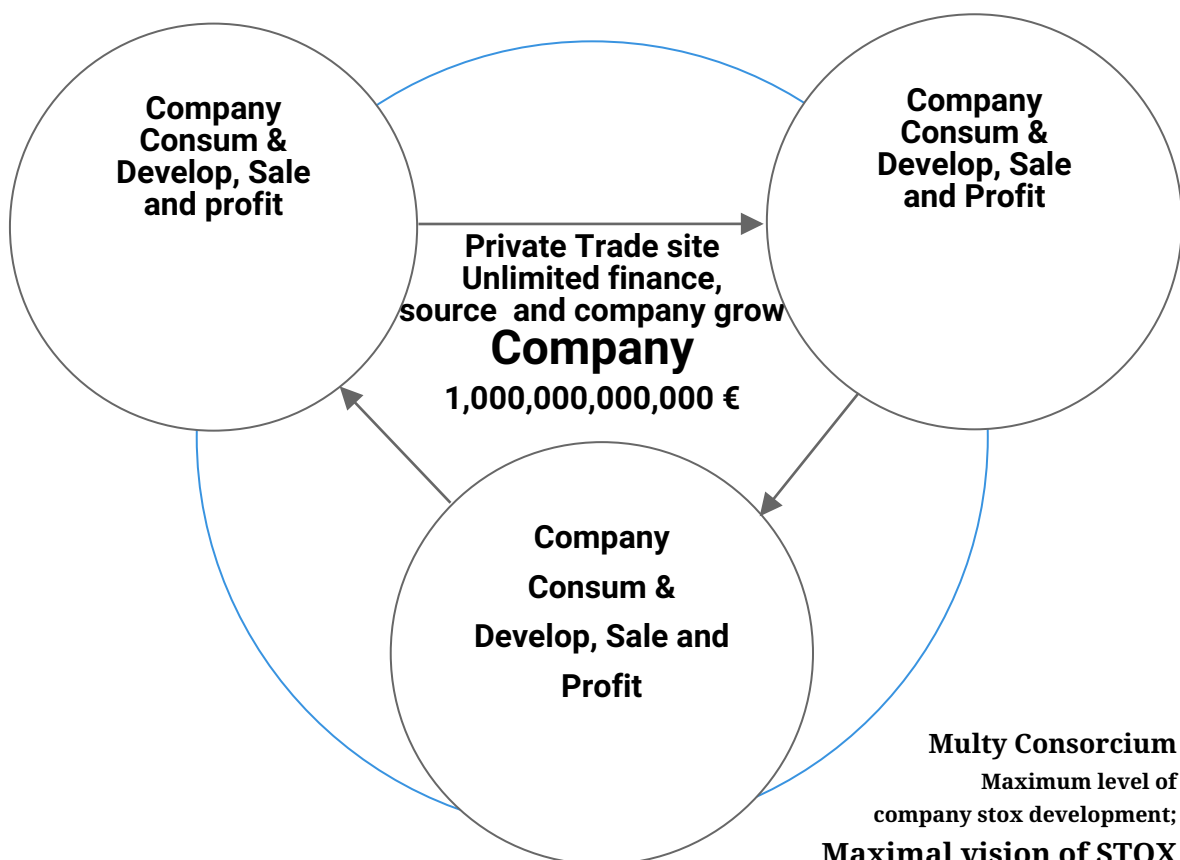 Company
Consum &
Develop, Sale
and profit
Company
Consum &
Develop, Sale
and Profit
Private Trade site
Unlimited finance,
source and company grow
Company
1,000,000,000,000 €
Company
Consum &
Develop, Sale and
Profit
Multy Consorcium
Maximum level of
company stox development;
Maximal vision of STOX